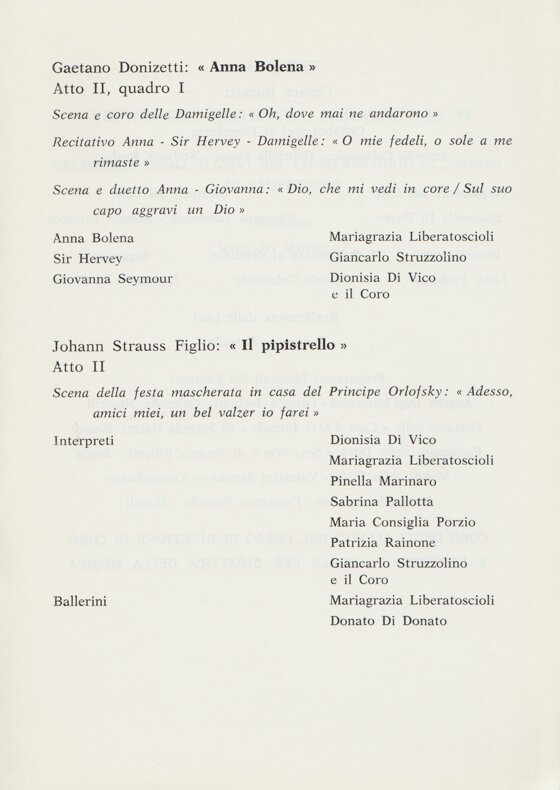 Gaetano Donizetti: « Anna Bolena »
Atto II, quadro I
Scena e coro delle Damigelle: « Oh, dove mai ne andarono »
Recitativo Anna - Sir Hervey - Damigelle: « O mie fedeli, o sole a me
rimaste »
Scena e duetto Anna - Giovanna: « Dio, che mi vedi in core / Sul suo
capo aggravi un Dio »
Anna Bolena Mariagrazia Liberatoscioli
Sir Hervey Giancarlo Struzzolino
Giovanna Seymour Dionisia Di Vico
e il Coro
Johann Strauss Figlio: « Il pipistrello »
Atto II
Scena della festa mascherata in casa del Principe Orlofsky: « Adesso,
amici miei, un bel valzer io farei »
Interpreti Dionisia Di Vico
Mariagrazia Liberatoscioli
Pinella Marinaro
Sabrina Pallotta
Maria Consiglia Porzio
Patrizia Rainone
Giancarlo Struzzolino
e il Coro
Ballerini Mariagrazia Liberatoscioli
Donato Di Donato